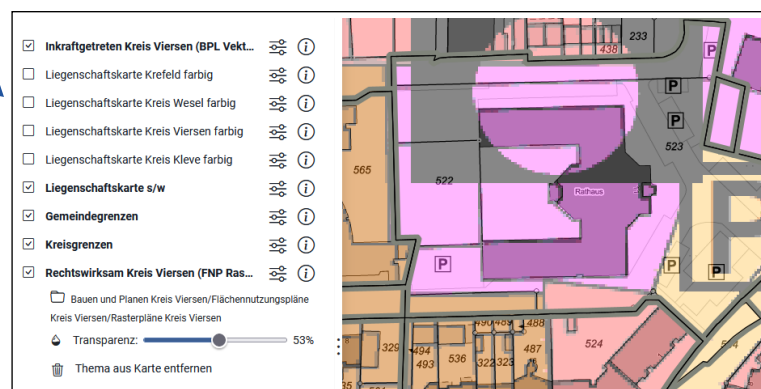 Inkraftgetreten Kreis Viersen (BPL Vekt...
Liegenschaftskarte Krefeld farbig
Liegenschaftskarte Kreis Wesel farbig
Liegenschaftskarte Kreis Viersen farbig
Liegenschaftskarte Kreis Kleve farbig
Liegenschaftskarte s/w
Gemeindegrenzen
Kreisgrenzen
Rechtswirksam Kreis Viersen (FNP Ras...
Bauen und Planen Kreis Viersen/Flächennutzungspläne
Kreis Viersen/Rasterpläne Kreis Viersen
Transparenz: 53%
Thema aus Karte entfernen
233
438
P
P
P
523
565
522
Rathaus
P
P
P
P
490 489 488
329
494
493
536
322
323
487
524